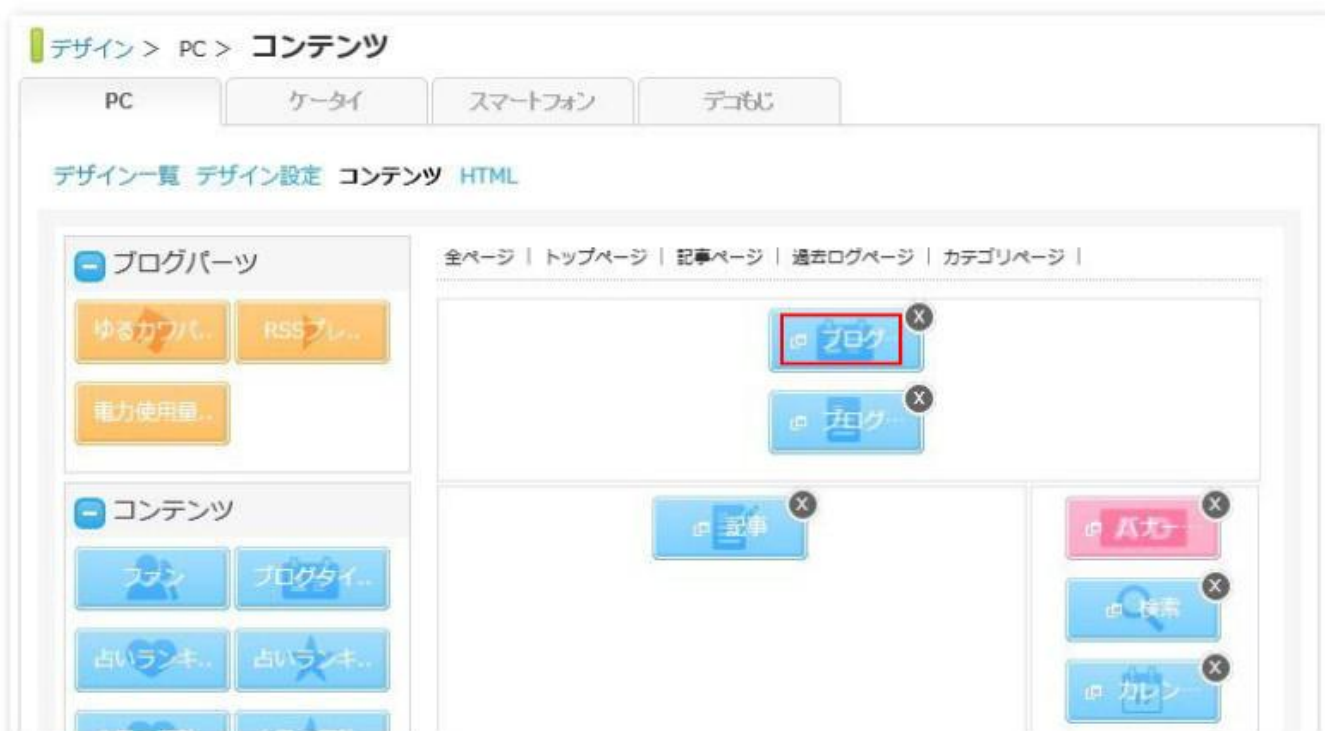 デザイン > PC > コンテンツ
PC ケータイ スマートフォン デコもじ
デザイン一覧 デザイン設定 コンテンツ HTML
ブログパーツ
ゆるカワパ.. RSSプレ..
電力使用量..
コンテンツ
ファン ブログタイ..
占いランキ.. 占いランキ..
全ページ | トップページ | 記事ページ | 過去ログページ | カテゴリページ |
ブログ… X
ブログ… X
記事 X
バナー… X
検索 X
カレン… X